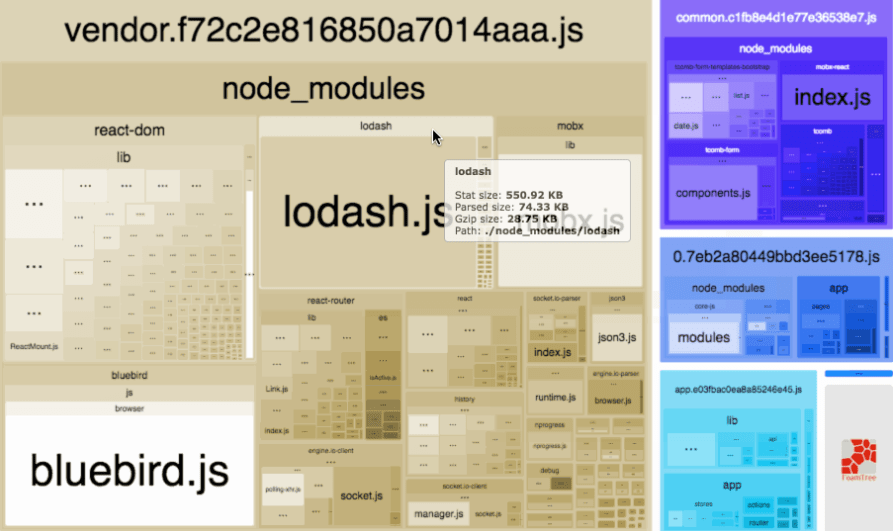 vendor.f72c2e816850a7014aaa.js
node_modules
react-dom
lib
...
...
...
ReactMount.js
lodash
lodash.js
mobx
lib
mobx.js
lodash
Stat size: 550.92 KB
Parsed size: 74.33 KB
Gzip size: 28.75 KB
Path: ./node_modules/lodash
bluebird
js
browser
bluebird.js
react-router
lib
es
Link.js
index.js
react
history
socket.io-parser
index.js
json3
json3.js
runtime.js
engine.io-parser
browser.js
nprogress
nprogress.js
debug
engine.io-client
polling-xhr.js
socket.js
socket.io-client
manager.js
socket.js
common.c1fb8e4d1e77e36538e7.js
node_modules
tcomb-form-templates-bootstrap
list.js
date.js
mobx-react
index.js
tcomb-form
components.js
tcomb
0.7eb2a80449bbd3ee5178.js
node_modules
core-js
modules
app
pages
app.e03fbac0ea8a85246e45.js
lib
api
app
stores
actions
router
FoamTree